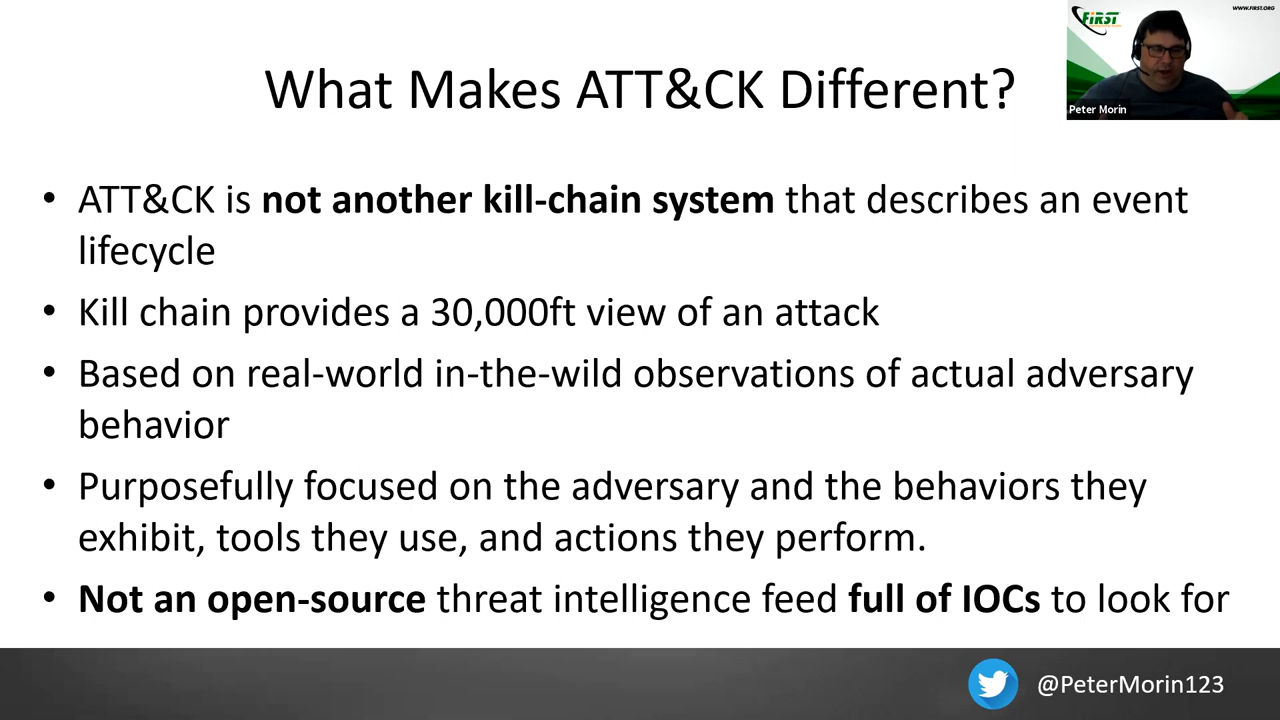 WWW.FIRST.ORG
FIRST
Peter Morin
What Makes ATT&CK Different?
• ATT&CK is not another kill-chain system that describes an event
lifecycle
• Kill chain provides a 30,000ft view of an attack
• Based on real-world in-the-wild observations of actual adversary
behavior
• Purposefully focused on the adversary and the behaviors they
exhibit, tools they use, and actions they perform.
• Not an open-source threat intelligence feed full of IOCs to look for
@PeterMorin123